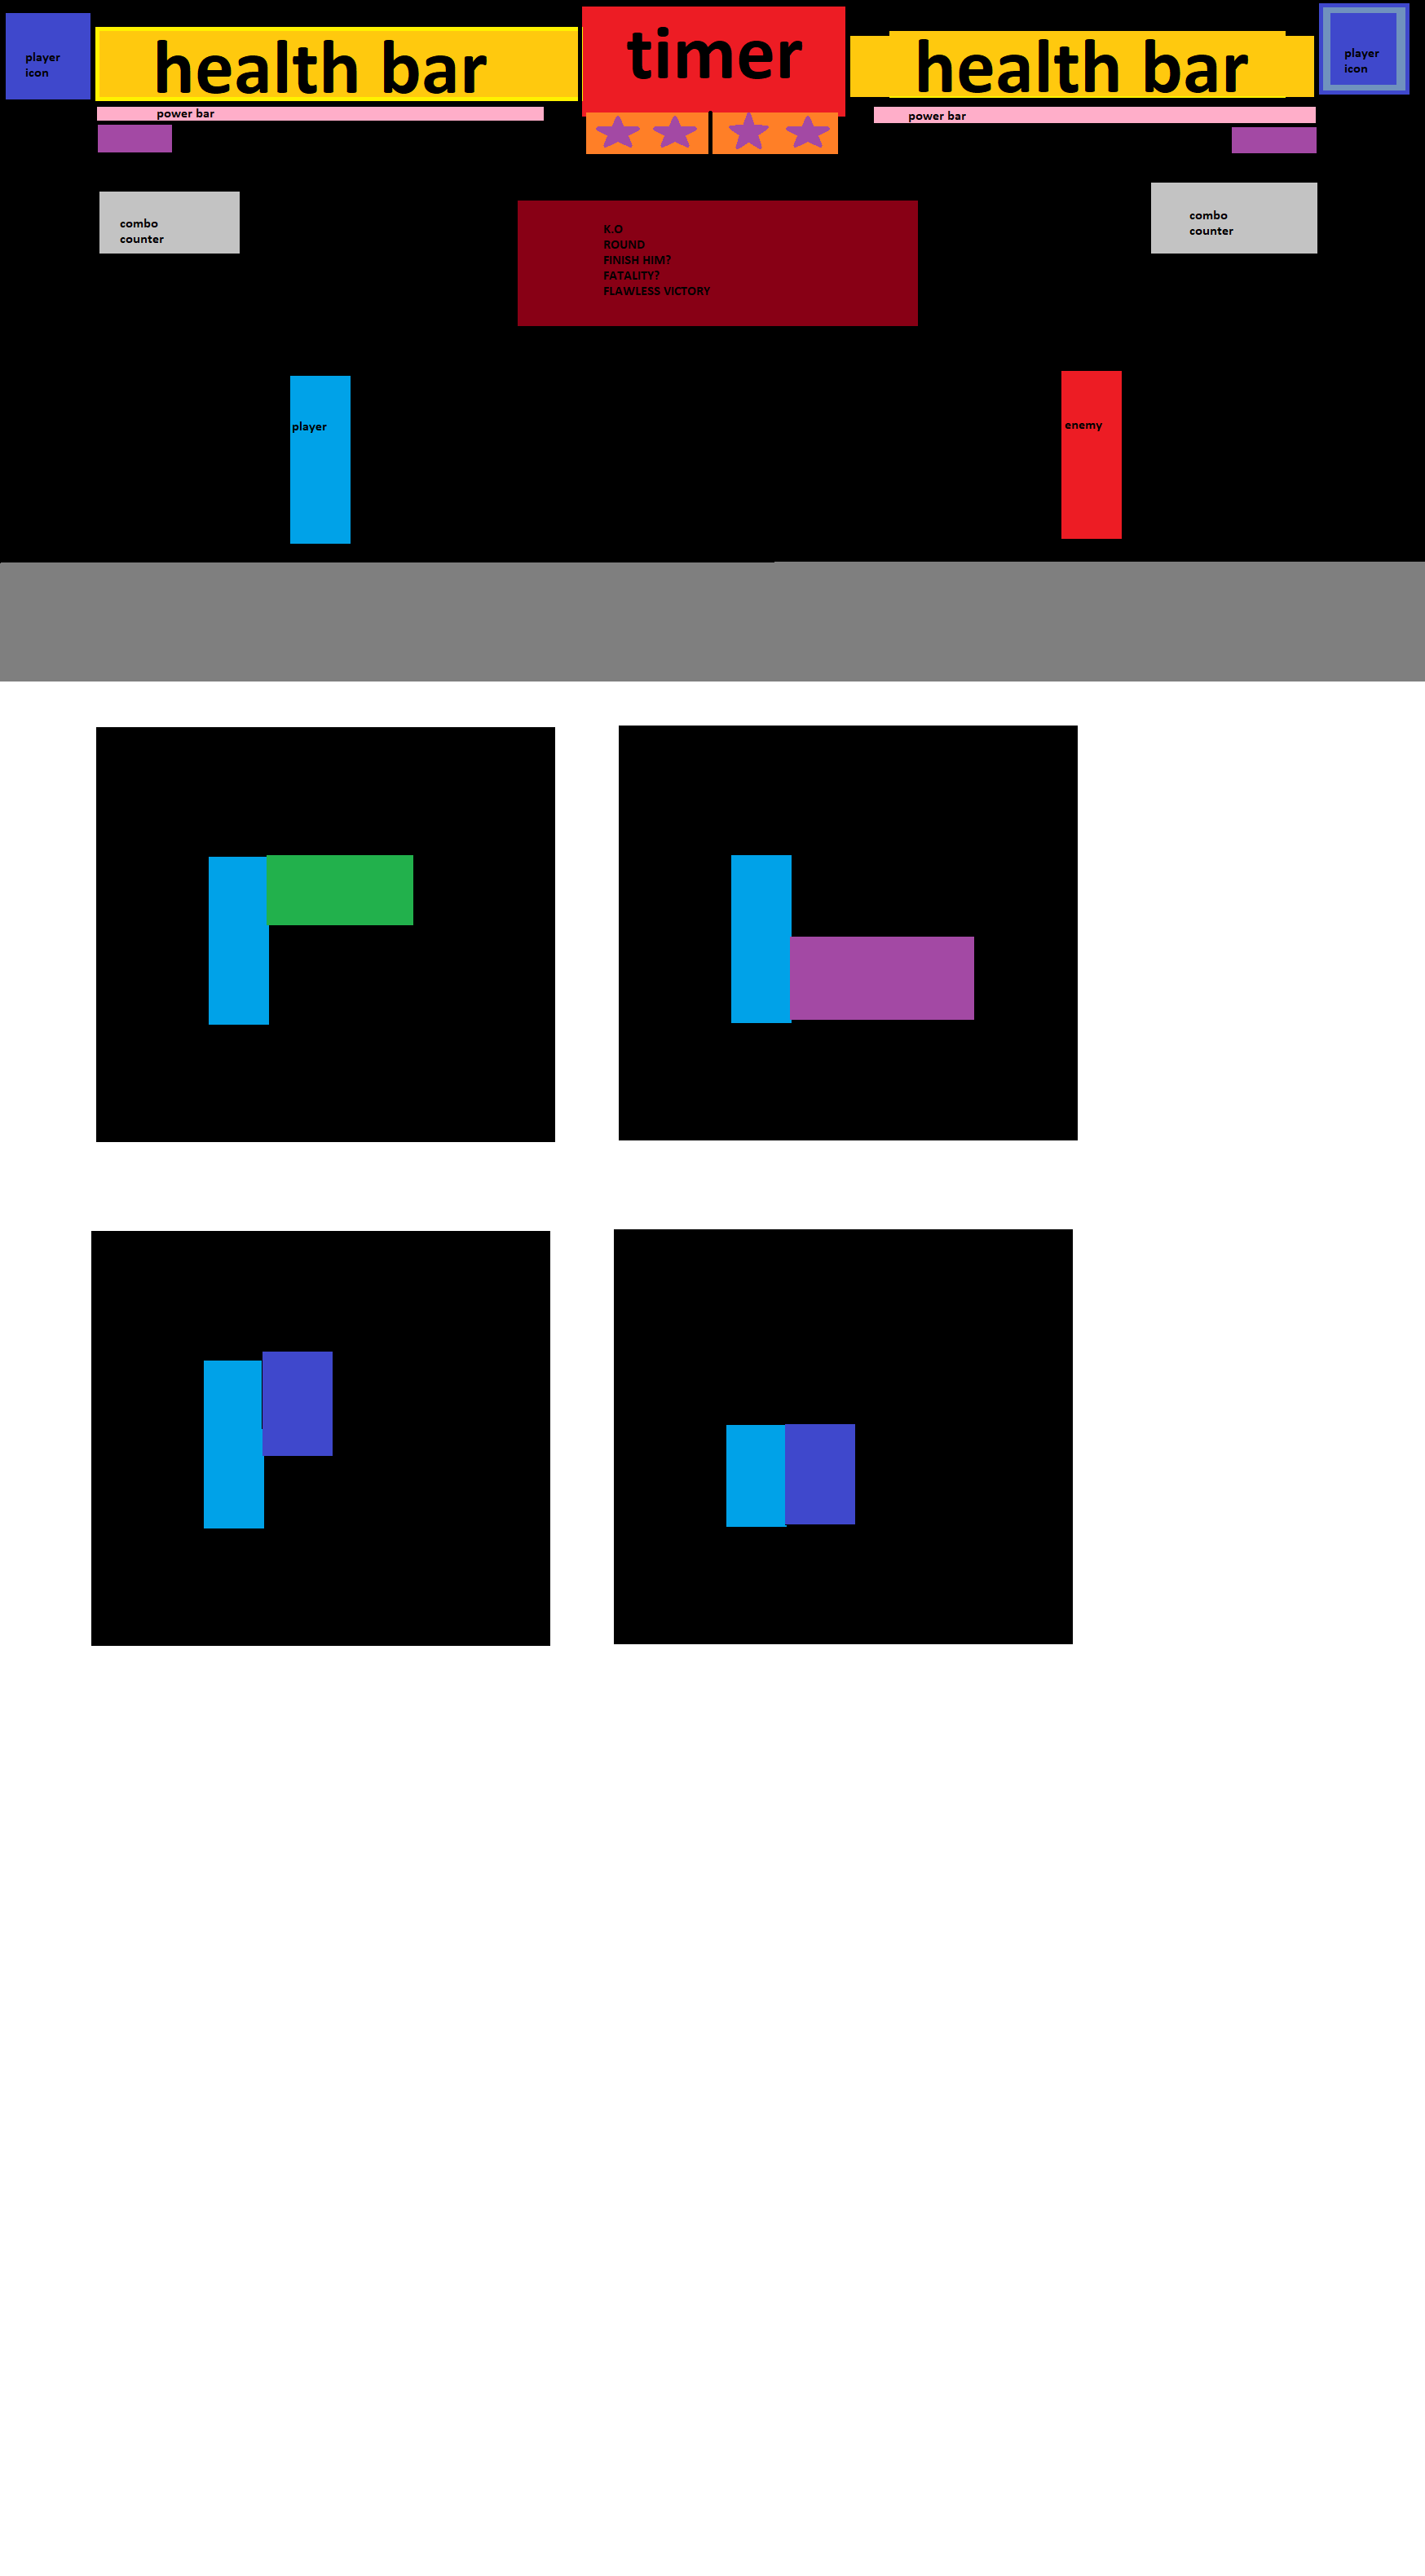 player
icon
health bar
timer
health bar
player
icon
power bar
power bar
combo
counter
combo
counter
K.O
ROUND
FINISH HIM?
FATALITY?
FLAWLESS VICTORY
player
enemy